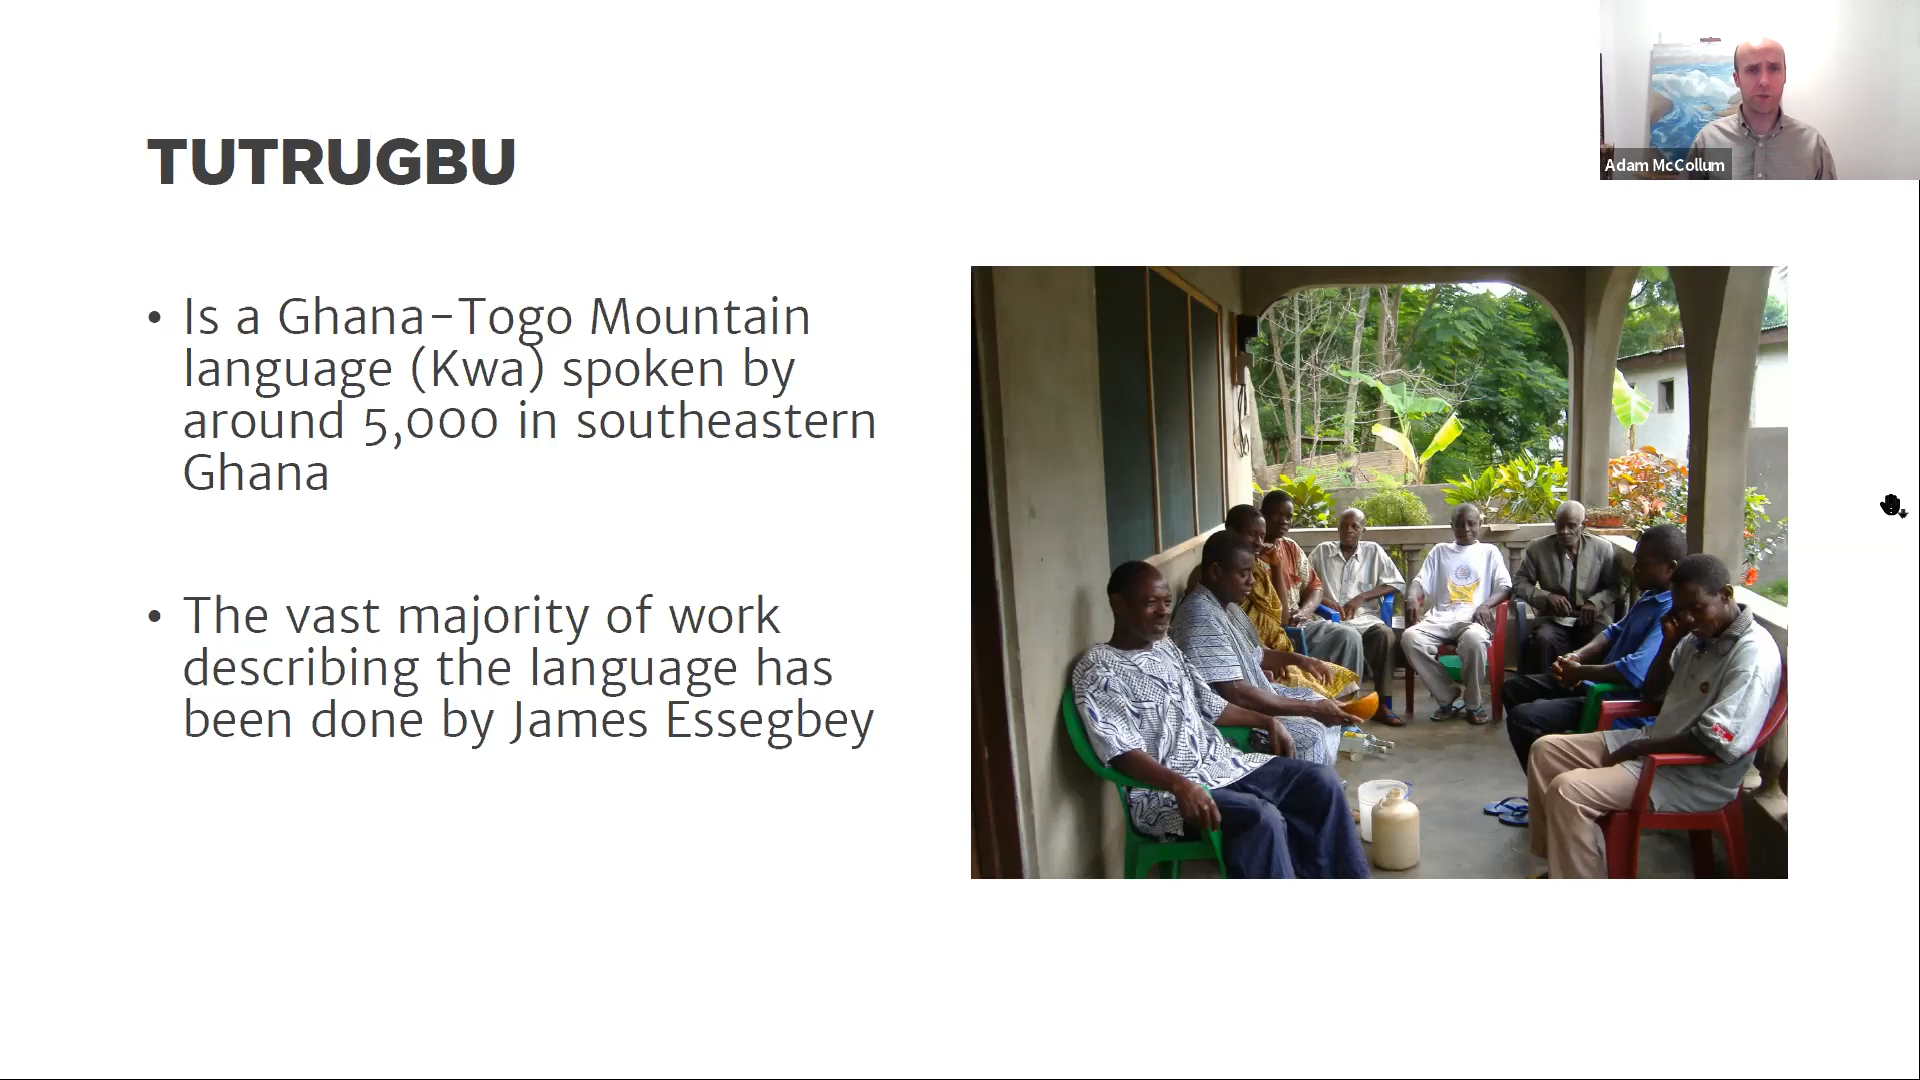 TUTRUGBU
• Is a Ghana-Togo Mountain
language (Kwa) spoken by
around 5,000 in southeastern
Ghana
• The vast majority of work
describing the language has
been done by James Essegbey
Adam McCollum